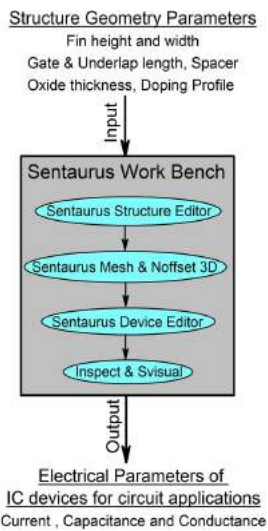 Structure Geometry Parameters
Fin height and width
Gate & Underlap length, Spacer
Oxide thickness, Doping Profile
Input
Sentaurus Work Bench
Sentaurus Structure Editor
Sentaurus Mesh & Noffset 3D
Sentaurus Device Editor
Inspect & Svisual
Output
Electrical Parameters of
IC devices for circuit applications
Current , Capacitance and Conductance